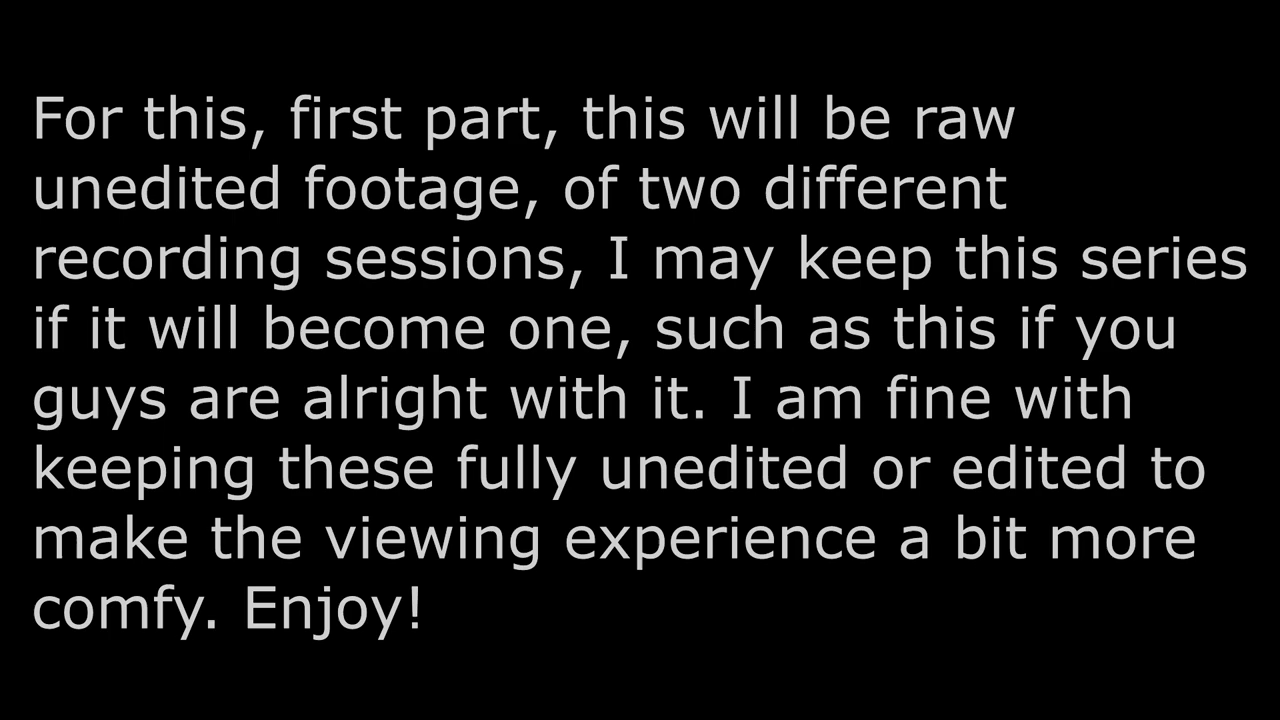 For this, first part, this will be raw
unedited footage, of two different
recording sessions, I may keep this series
if it will become one, such as this if you
guys are alright with it. I am fine with
keeping these fully unedited or edited to
make the viewing experience a bit more
comfy. Enjoy!